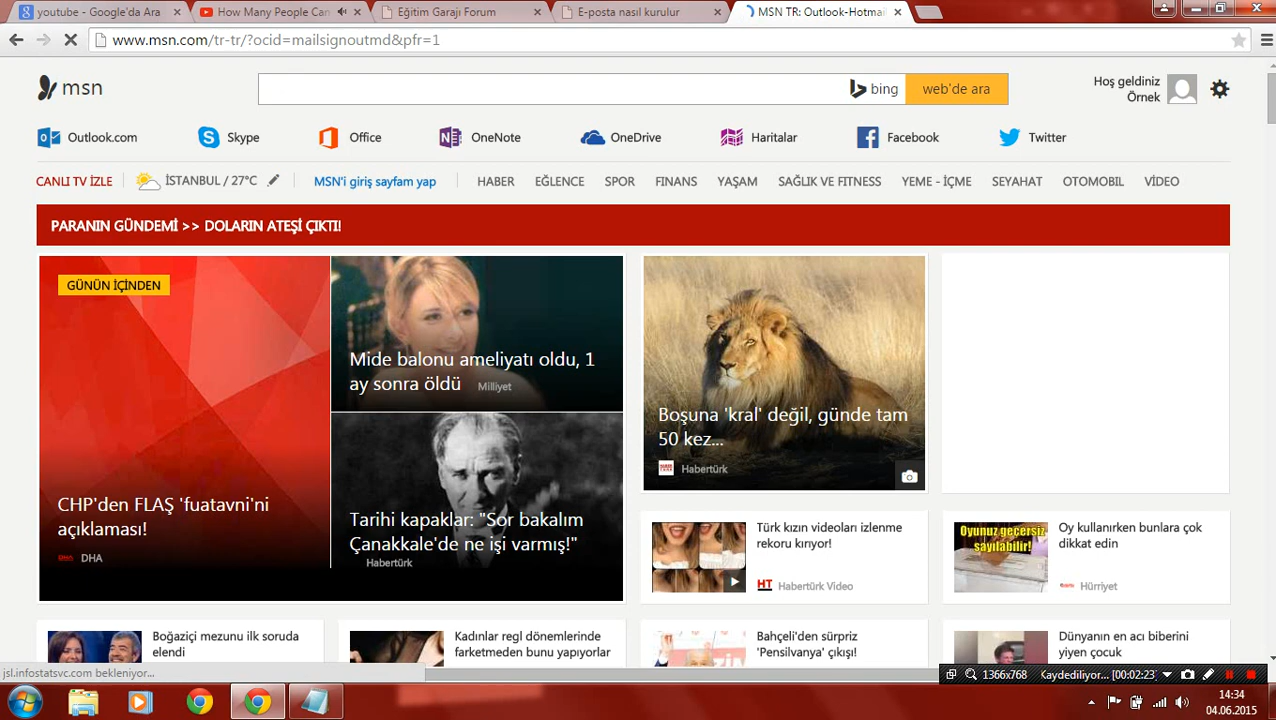 youtube - Google'da Ara
How Many People Can
Eğitim Garajı Forum
E-posta nasıl kurulur
MSN TR: Outlook-Hotmai
www.msn.com/tr-tr/?ocid=mailsignoutmd&pfr=1
msn
bing
web'de ara
Hoş geldiniz
Örnek
Outlook.com
Skype
Office
OneNote
OneDrive
Haritalar
Facebook
Twitter
CANLI TV İZLE
İSTANBUL / 27°C
MSN'i giriş sayfam yap
HABER
EĞLENCE
SPOR
FINANS
YAŞAM
SAĞLIK VE FITNESS
YEME - İÇME
SEYAHAT
OTOMOBIL
VİDEO
PARANIN GÜNDEMİ >> DOLARIN ATEŞİ ÇIKTI!
GÜNÜN İÇİNDEN
CHP'den FLAŞ 'fuatavni'ni
açıklaması!
DHA
Mide balonu ameliyatı oldu, 1
ay sonra öldü
Milliyet
Tarihi kapaklar: "Sor bakalım
Çanakkale'de ne işi varmış!"
Habertürk
Boşuna 'kral' değil, günde tam
50 kez...
Habertürk
Türk kızın videoları izlenme
rekoru kırıyor!
HT
Habertürk Video
Oyunuz geçersiz
sayılabilir!
Oy kullanırken bunlara çok
dikkat edin
Hürriyet
Boğaziçi mezunu ilk soruda
elendi
Kadınlar regl dönemlerinde
farketmeden bunu yapıyorlar
Bahçeli'den sürpriz
'Pensilvanya' çıkışı!
Dünyanın en acı biberini
yiyen çocuk
jsl.infostatsvc.com bekleniyor...
1366x768
Kaydediliyor... [00:02:23]
14:34
04.06.2015